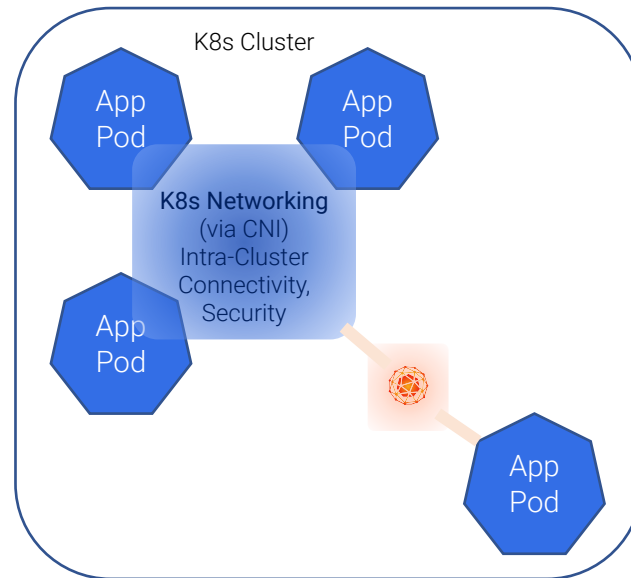 K8s Cluster
App
Pod
App
Pod
K8s Networking
(via CNI)
Intra-Cluster
Connectivity,
Security
App
Pod
App
Pod